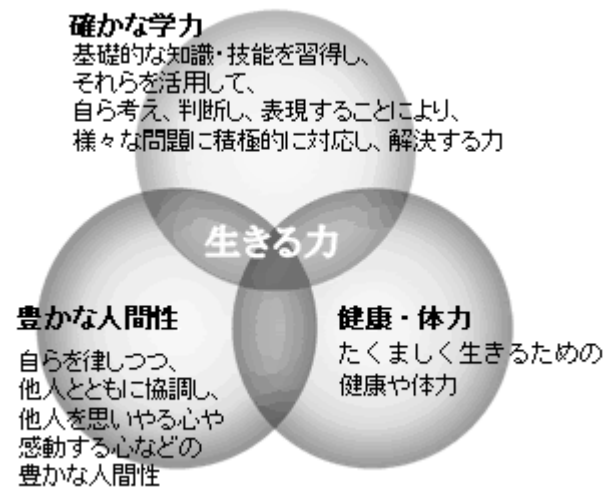 確かな学力
基礎的な知識・技能を習得し、
それらを活用して、
自ら考え、判断し、表現することにより、
様々な問題に積極的に対応し、解決する力
生きる力
豊かな人間性
自らを律しつつ、
他人とともに協調し、
他人を思いやる心や
感動する心などの
豊かな人間性
健康・体力
たくましく生きるための
健康や体力